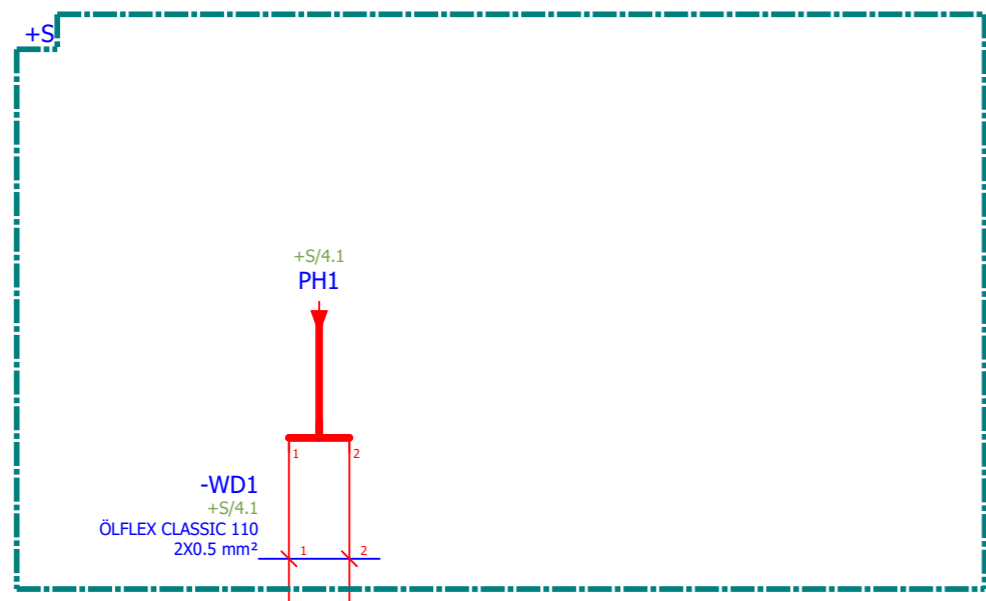 +S
+S/4.1
PH1
1 2
-WD1
+S/4.1
ÖLFLEX CLASSIC 110
2X0.5 mm²
1 2